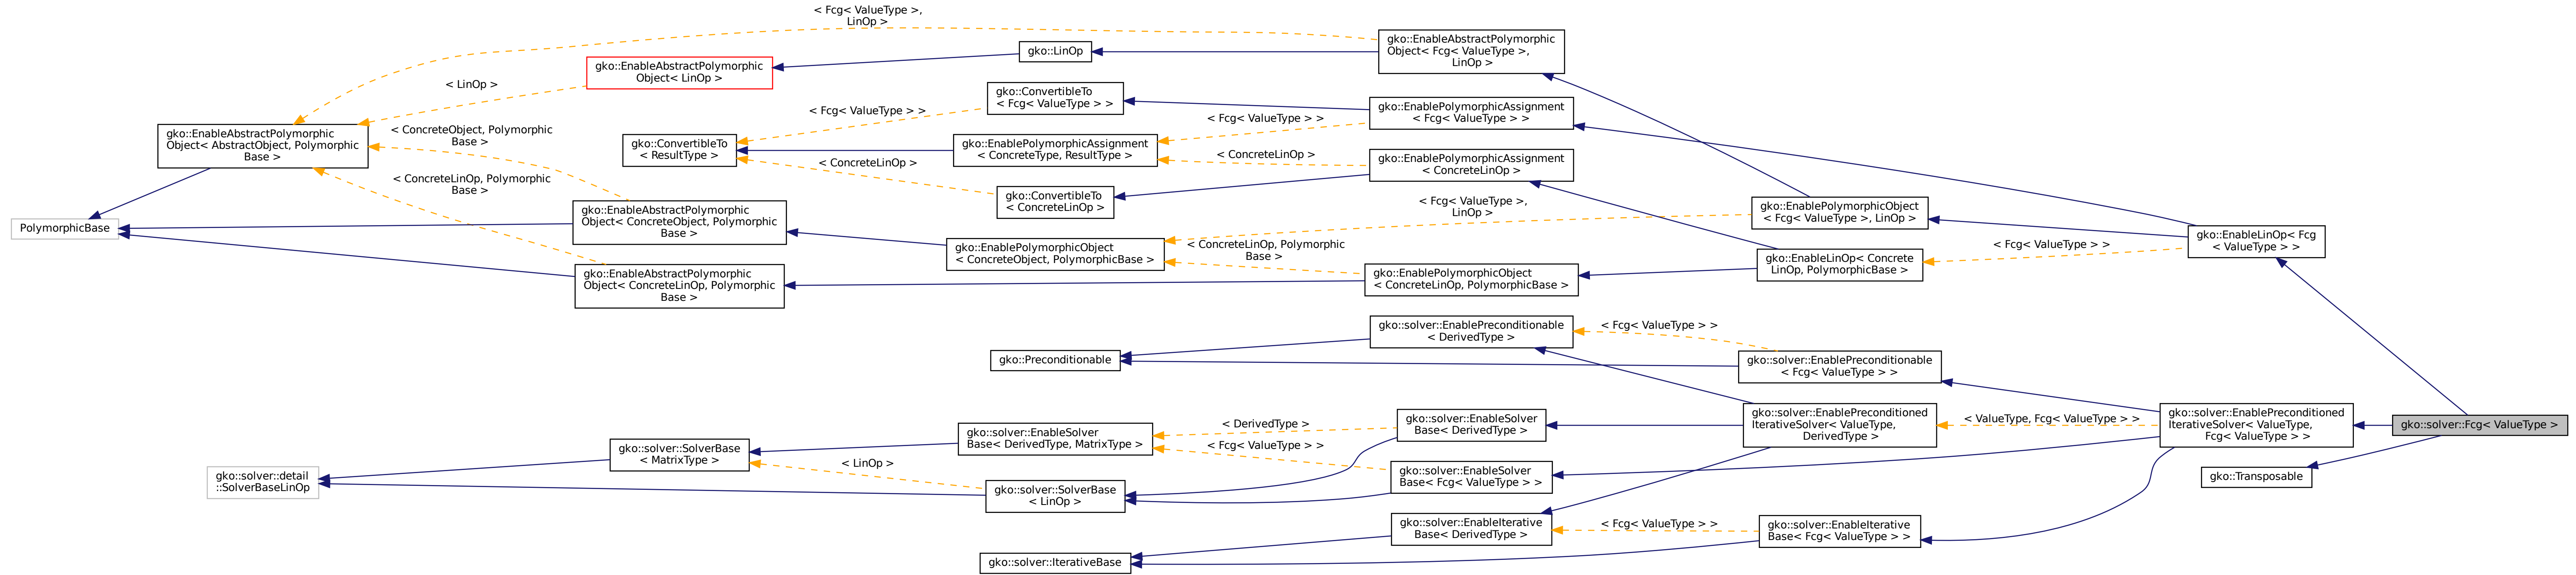 < Fcg< ValueType >,
LinOp >
gko::EnableAbstractPolymorphic
Object< Fcg< ValueType >,
LinOp >
gko::LinOp
gko::EnableAbstractPolymorphic
Object< LinOp >
< LinOp >
gko::ConvertibleTo
< Fcg< ValueType > >
< Fcg< ValueType > >
gko::EnablePolymorphicAssignment
< Fcg< ValueType > >
< Fcg< ValueType > >
gko::EnableAbstractPolymorphic
Object< AbstractObject, Polymorphic
Base >
< ConcreteObject, Polymorphic
Base >
gko::ConvertibleTo
< ResultType >
gko::EnablePolymorphicAssignment
< ConcreteType, ResultType >
< ConcreteLinOp >
< ConcreteLinOp >
gko::EnablePolymorphicAssignment
< ConcreteLinOp >
< ConcreteLinOp, Polymorphic
Base >
gko::ConvertibleTo
< ConcreteLinOp >
< Fcg< ValueType >,
LinOp >
gko::EnablePolymorphicObject
< Fcg< ValueType >, LinOp >
PolymorphicBase
gko::EnableAbstractPolymorphic
Object< ConcreteObject, Polymorphic
Base >
gko::EnablePolymorphicObject
< ConcreteObject, PolymorphicBase >
< ConcreteLinOp, Polymorphic
Base >
< Fcg< ValueType > >
gko::EnableLinOp< Fcg
< ValueType > >
gko::EnableLinOp< Concrete
LinOp, PolymorphicBase >
gko::EnableAbstractPolymorphic
Object< ConcreteLinOp, Polymorphic
Base >
gko::EnablePolymorphicObject
< ConcreteLinOp, PolymorphicBase >
gko::solver::EnablePreconditionable
< DerivedType >
< Fcg< ValueType > >
gko::Preconditionable
gko::solver::EnablePreconditionable
< Fcg< ValueType > >
gko::solver::EnableSolver
Base< DerivedType >
gko::solver::EnablePreconditioned
IterativeSolver< ValueType,
DerivedType >
< ValueType, Fcg< ValueType > >
gko::solver::EnablePreconditioned
IterativeSolver< ValueType,
Fcg< ValueType > >
gko::solver::Fcg< ValueType >
gko::solver::EnableSolver
Base< DerivedType, MatrixType >
< DerivedType >
< Fcg< ValueType > >
gko::solver::SolverBase
< MatrixType >
< LinOp >
gko::solver::EnableSolver
Base< Fcg< ValueType > >
gko::Transposable
gko::solver::detail
::SolverBaseLinOp
gko::solver::SolverBase
< LinOp >
gko::solver::EnableIterative
Base< DerivedType >
< Fcg< ValueType > >
gko::solver::EnableIterative
Base< Fcg< ValueType > >
gko::solver::IterativeBase